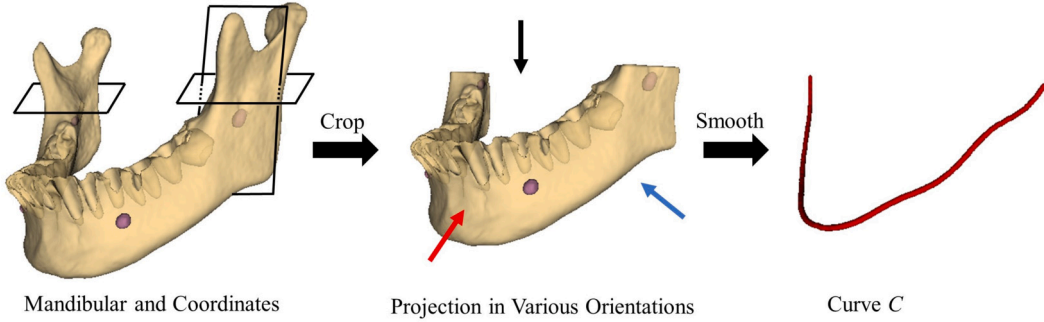 Crop
Smooth
Mandibular and Coordinates
Projection in Various Orientations
Curve C